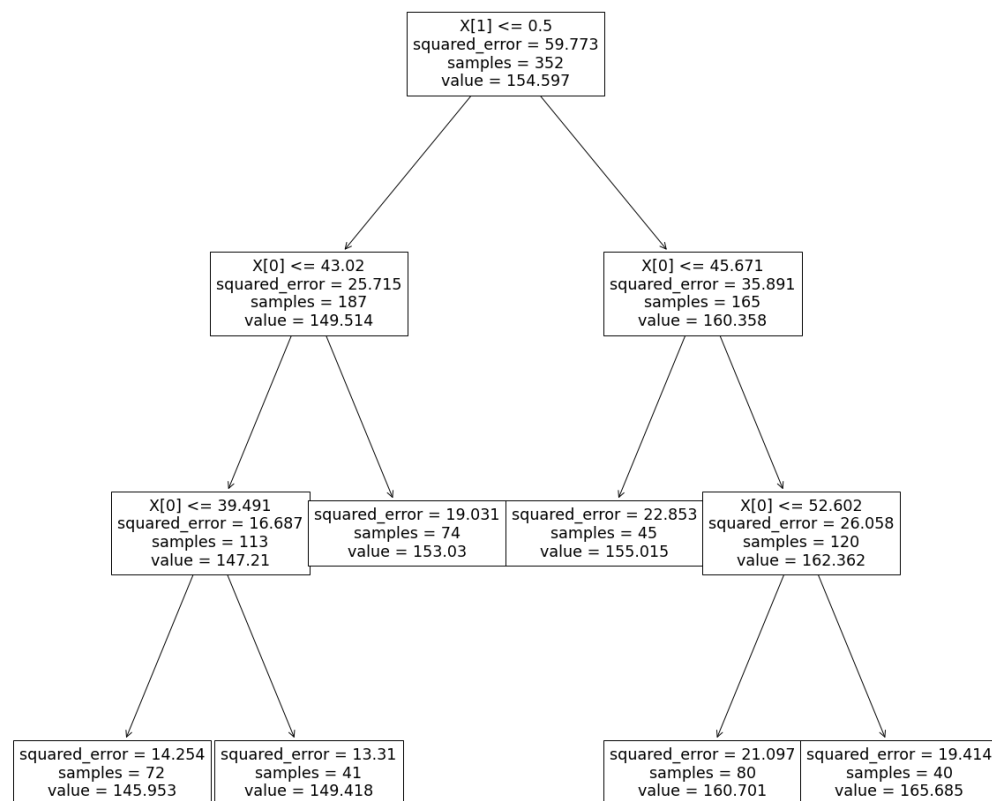 X[1] <= 0.5
squared_error = 59.773
samples = 352
value = 154.597
X[0] <= 43.02
squared_error = 25.715
samples = 187
value = 149.514
X[0] <= 45.671
squared_error = 35.891
samples = 165
value = 160.358
X[0] <= 39.491
squared_error = 16.687
samples = 113
value = 147.21
squared_error = 19.031
samples = 74
value = 153.03
squared_error = 22.853
samples = 45
value = 155.015
X[0] <= 52.602
squared_error = 26.058
samples = 120
value = 162.362
squared_error = 14.254
samples = 72
value = 145.953
squared_error = 13.31
samples = 41
value = 149.418
squared_error = 21.097
samples = 80
value = 160.701
squared_error = 19.414
samples = 40
value = 165.685